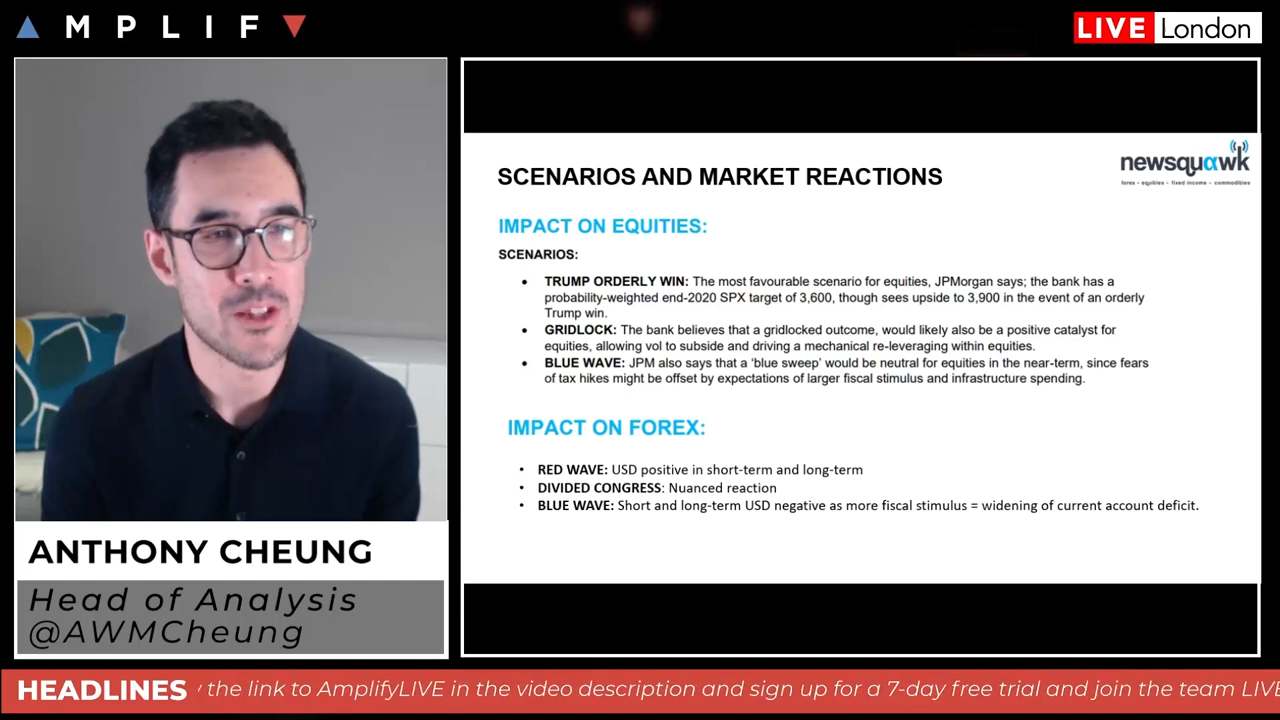 AMPLIFY
LIVE London
newsquawk
forex - equities - fixed income - commodities
SCENARIOS AND MARKET REACTIONS
IMPACT ON EQUITIES:
SCENARIOS:
• TRUMP ORDERLY WIN: The most favourable scenario for equities, JPMorgan says; the bank has a
probability-weighted end-2020 SPX target of 3,600, though sees upside to 3,900 in the event of an orderly
Trump win.
• GRIDLOCK: The bank believes that a gridlocked outcome, would likely also be a positive catalyst for
equities, allowing vol to subside and driving a mechanical re-leveraging within equities.
• BLUE WAVE: JPM also says that a ‘blue sweep’ would be neutral for equities in the near-term, since fears
of tax hikes might be offset by expectations of larger fiscal stimulus and infrastructure spending.
IMPACT ON FOREX:
• RED WAVE: USD positive in short-term and long-term
• DIVIDED CONGRESS: Nuanced reaction
• BLUE WAVE: Short and long-term USD negative as more fiscal stimulus = widening of current account deficit.
ANTHONY CHEUNG
Head of Analysis
@AWMCheung
HEADLINES the link to AmplifyLIVE in the video description and sign up for a 7-day free trial and join the team LIVE